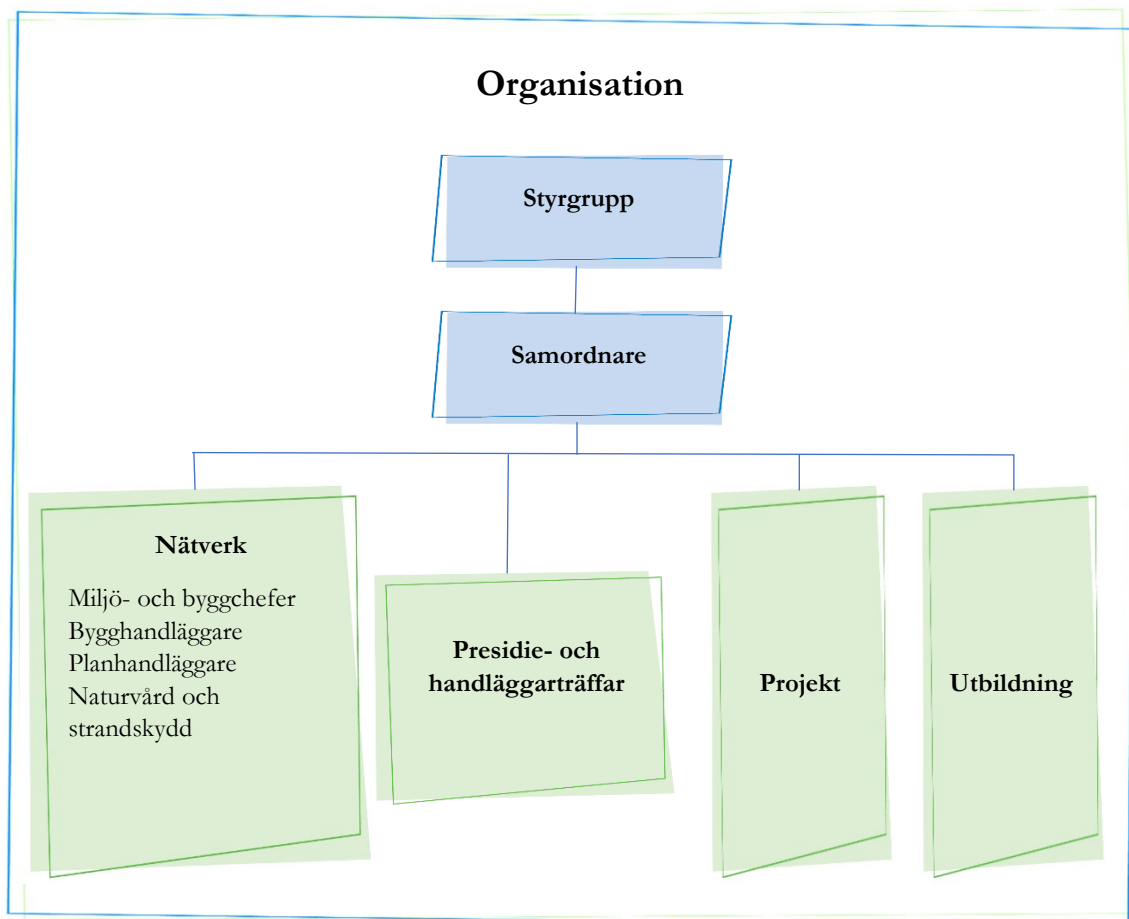 Organisation
Styrgrupp
Samordnare
Nätverk
Miljö- och byggchefer
Bygghandläggare
Planhandläggare
Naturvård och
strandskydd
Presidie- och
handläggarträffar
Projekt
Utbildning